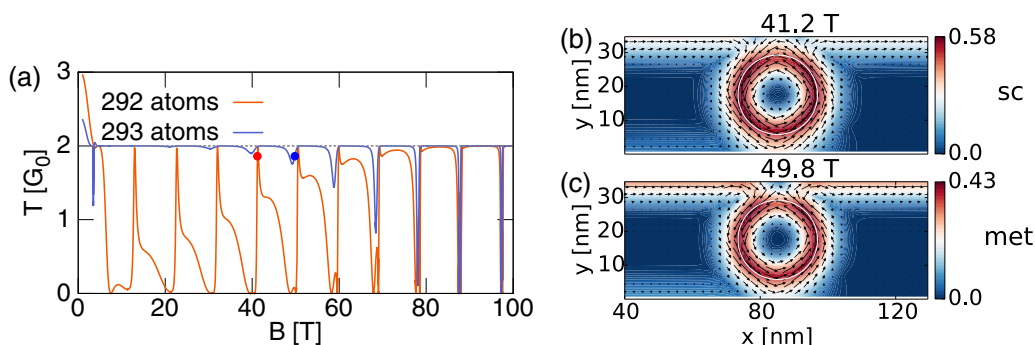 (a)
T [G₀]
3
2
1
0
292 atoms
293 atoms
0 20 40 60 80 100
B [T]
(b)
41.2 T
y [nm]
30
20
10
0.58
sc
0.0
(c)
49.8 T
y [nm]
30
20
10
0.43
met
0.0
40 60 80 100 120
x [nm]